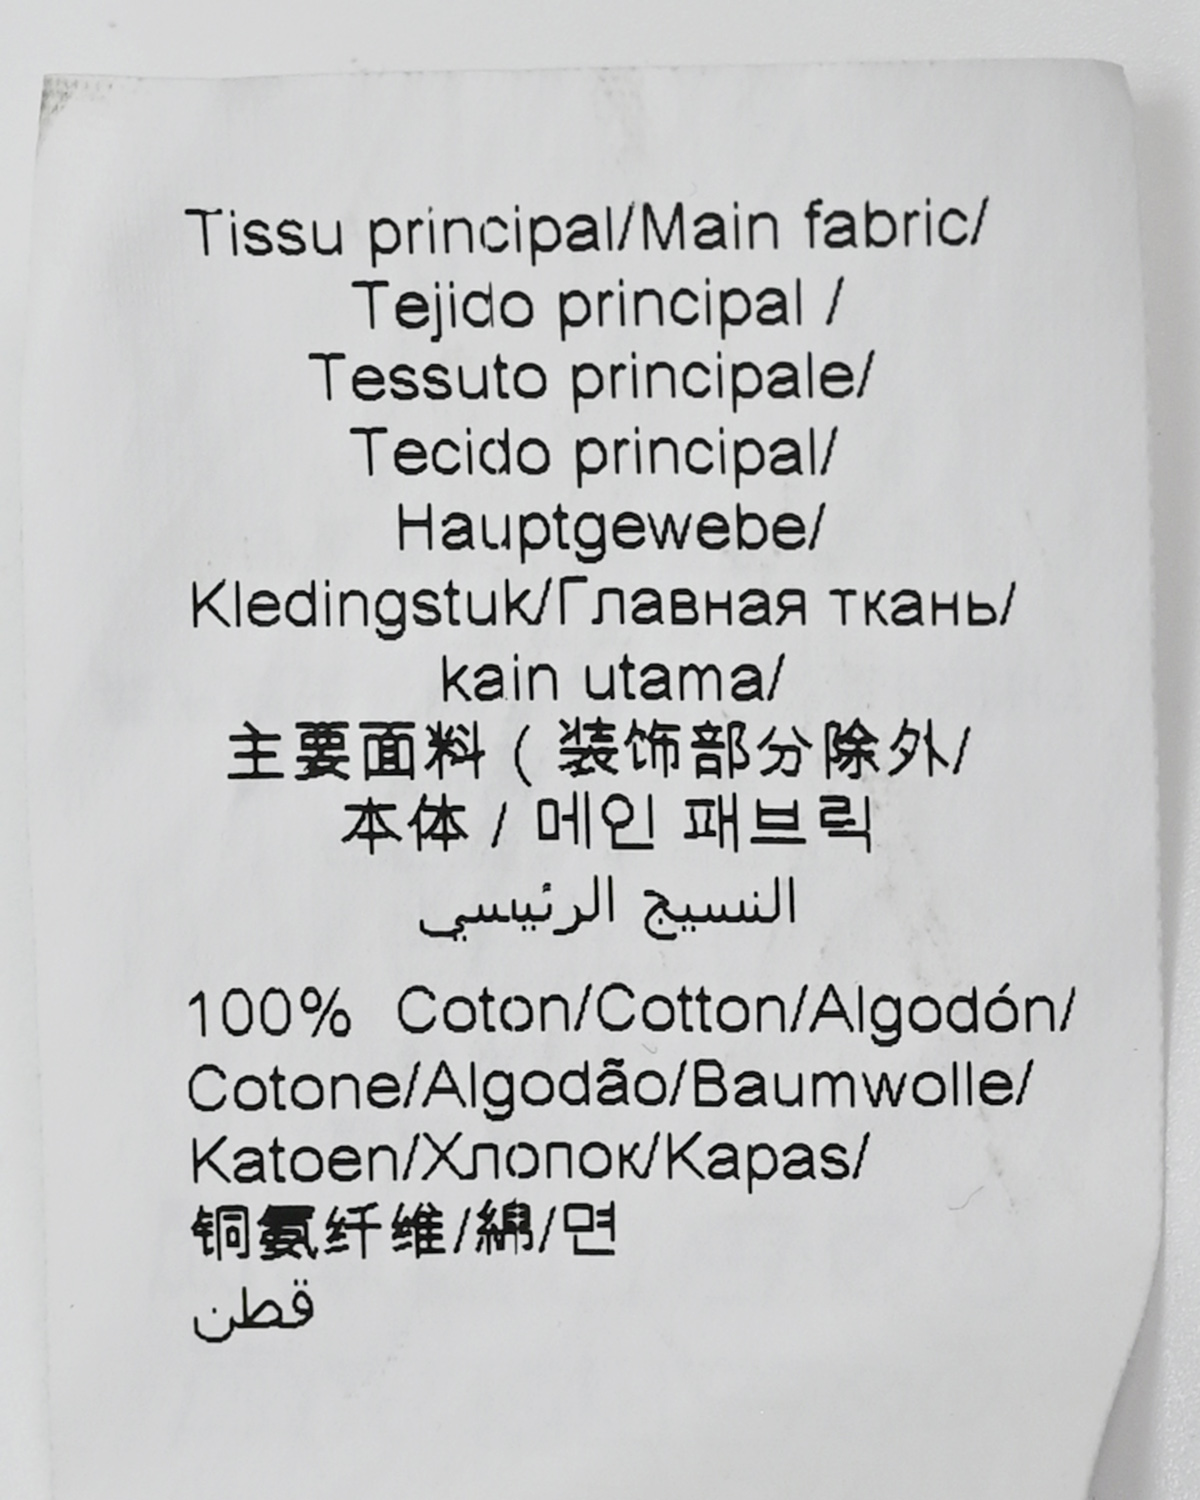 Tissu principal/Main fabric/
Tejido principal /
Tessuto principale/
Tecido principal/
Hauptgewebe/
Kledingstuk/Главная ткань/
kain utama/
主要面料 ( 装饰部分除外/
本体 / 메인 패브릭
النسيج الرئيسي
100% Coton/Cotton/Algodón/
Cotone/Algodão/Baumwolle/
Katoen/Хлопок/Kapas/
铜氨纤维/綿/면
قطن